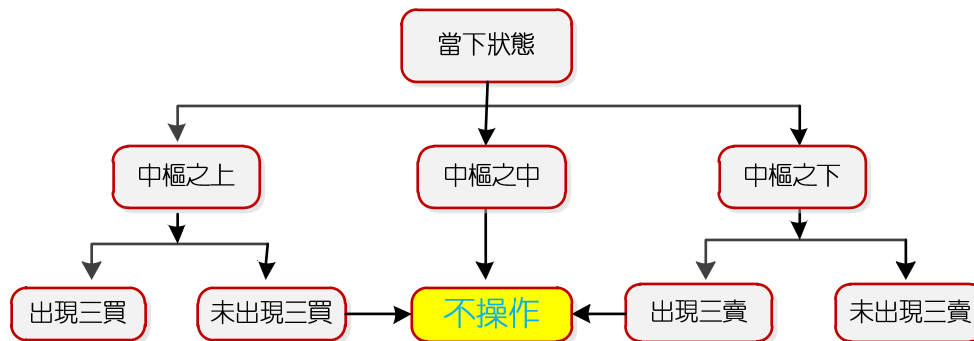 當下狀態
中樞之上
中樞之中
中樞之下
出現三買
未出現三買
不操作
出現三賣
未出現三賣